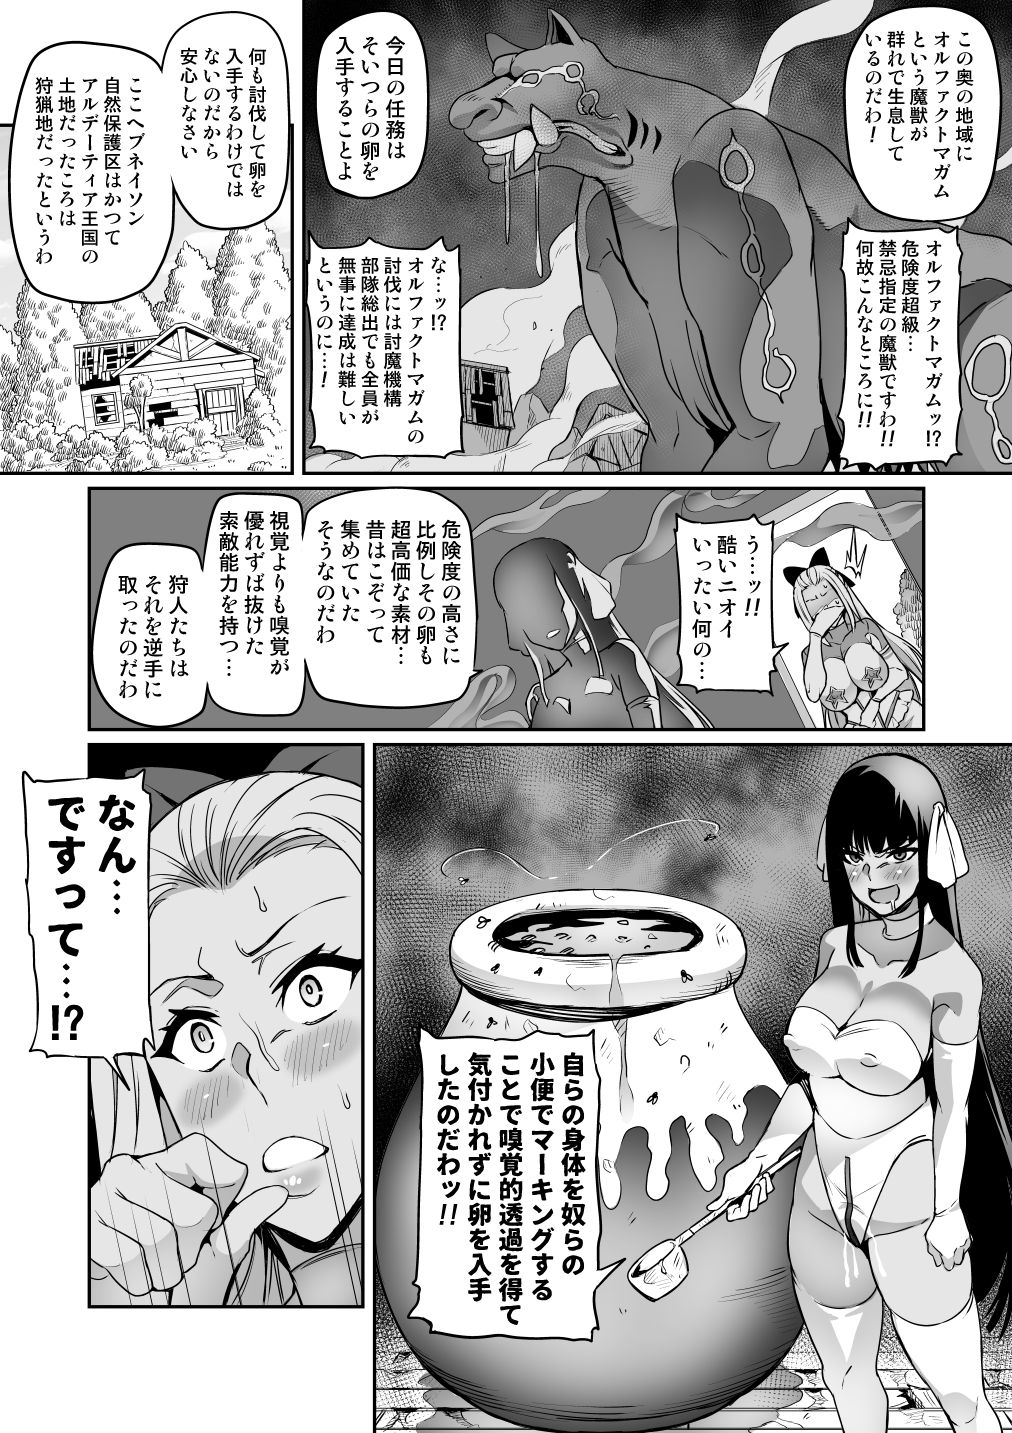 この奥の地域に
オルファクトマガム
という魔獣が
群れで生息して
いるのだわ！
オルファクトマガムッ!?
危険度超級…
禁忌指定の魔獣ですわ!!
何故こんなところに!!
今日の任務は
そいつらの卵を
入手することよ
な…ッ!?
オルファクトマガムの
討伐には討魔機構
部隊総出でも全員が
無事に達成は難しい
というのに…！
何も討伐して卵を
入手するわけでは
ないのだから
安心しなさい
ここヘブネイソン
自然保護区はかつて
アルデーティア王国の
土地だったころは
狩猟地だったというわ
う…ッ!!
酷いニオイ
いったい何の…
危険度の高さに
比例しその卵も
超高価な素材…
昔はこぞって
集めていた
そうなのだわ
視覚よりも嗅覚が
優れずば抜けた
索敵能力を持つ…
狩人たちは
それを逆手に
取ったのだわ
自らの身体を奴らの
小便でマーキングする
ことで嗅覚的透過を得て
気付かれずに卵を入手
したのだわッ!!
なん…
ですって…!?